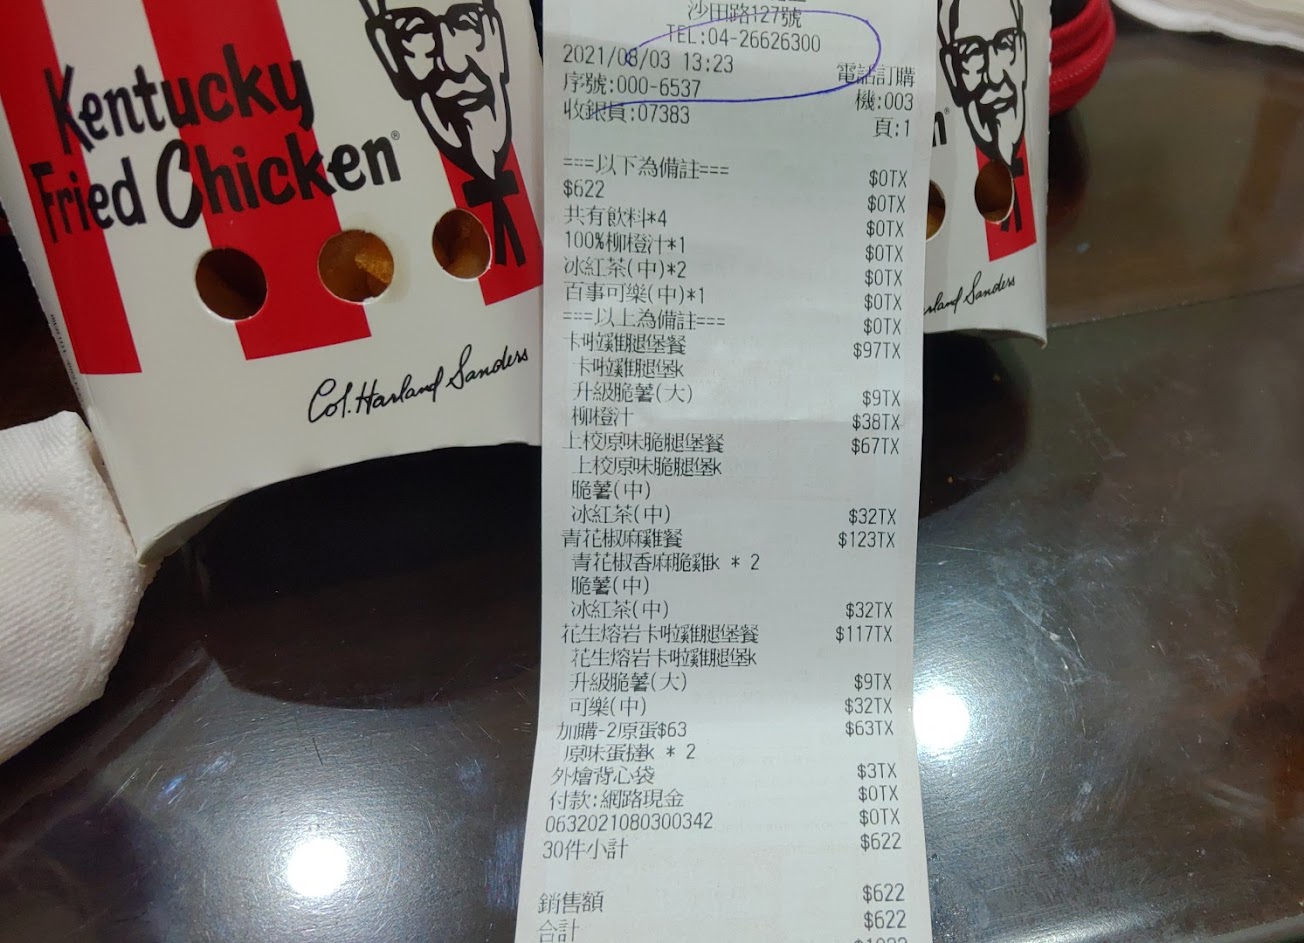 Kentucky
Fried Chicken®
Col. Harland Sanders
沙田路127號
TEL:04-26626300
2021/08/03 13:23
電話訂購
序號:000-6537
機:003
收銀員:07383
頁:1
===以下為備註=== $0TX
$622 $0TX
共有飲料*4 $0TX
100%柳橙汁*1 $0TX
冰紅茶(中)*2 $0TX
百事可樂(中)*1 $0TX
===以上為備註=== $0TX
卡啦雞腿堡餐 $97TX
卡啦雞腿堡k
升級脆薯(大) $9TX
柳橙汁 $38TX
上校原味脆腿堡餐 $67TX
上校原味脆腿堡k
脆薯(中)
冰紅茶(中) $32TX
青花椒麻雞餐 $123TX
青花椒香麻脆雞k * 2
脆薯(中)
冰紅茶(中) $32TX
花生熔岩卡啦雞腿堡餐 $117TX
花生熔岩卡啦雞腿堡k
升級脆薯(大) $9TX
可樂(中) $32TX
加購-2原蛋$63 $63TX
原味蛋撻k * 2
外燴背心袋 $3TX
付款:網路現金 $0TX
0632021080300342 $0TX
30件小計 $622
銷售額 $622
合計 $622
n®
rland Sanders